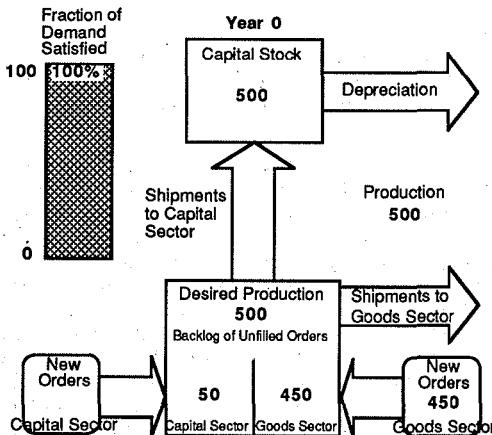 Fraction of
Demand
Satisfied
Year 0
100
100%
0
Capital Stock
500
Depreciation
Shipments
to Capital
Sector
Production
500
Desired Production
500
Backlog of Unfilled Orders
50
450
Capital Sector
Goods Sector
Shipments to
Goods Sector
New
Orders
Capital Sector
New
Orders
450
Goods Sector